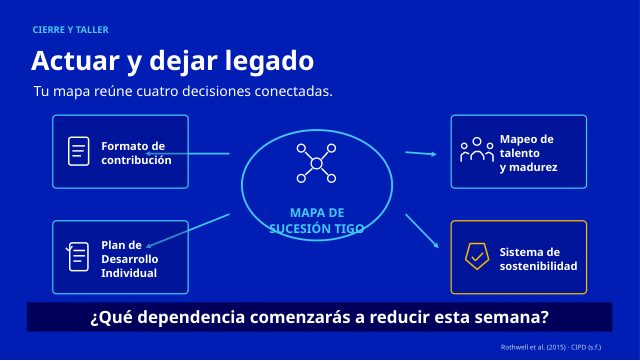 CIERRE Y TALLER
Actuar y dejar legado
Tu mapa reúne cuatro decisiones conectadas.
Formato de
contribución
Mapeo de
talento
y madurez
MAPA DE
SUCESIÓN TIGO
Plan de
Desarrollo
Individual
Sistema de
sostenibilidad
¿Qué dependencia comenzarás a reducir esta semana?
Rothwell et al. (2015) · CIPD (s.f.)